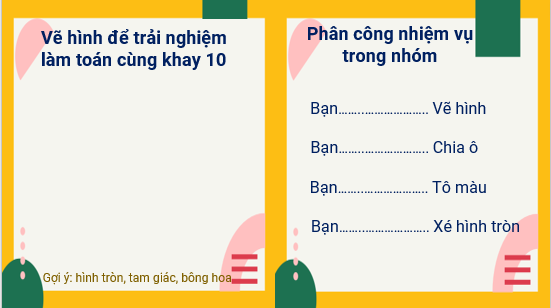 Vẽ hình để trải nghiệm
làm toán cùng khay 10
Gợi ý: hình tròn, tam giác, bông hoa
Phân công nhiệm vụ
trong nhóm
Bạn........................ Vẽ hình
Bạn........................ Chia ô
Bạn........................ Tô màu
Bạn........................ Xé hình tròn